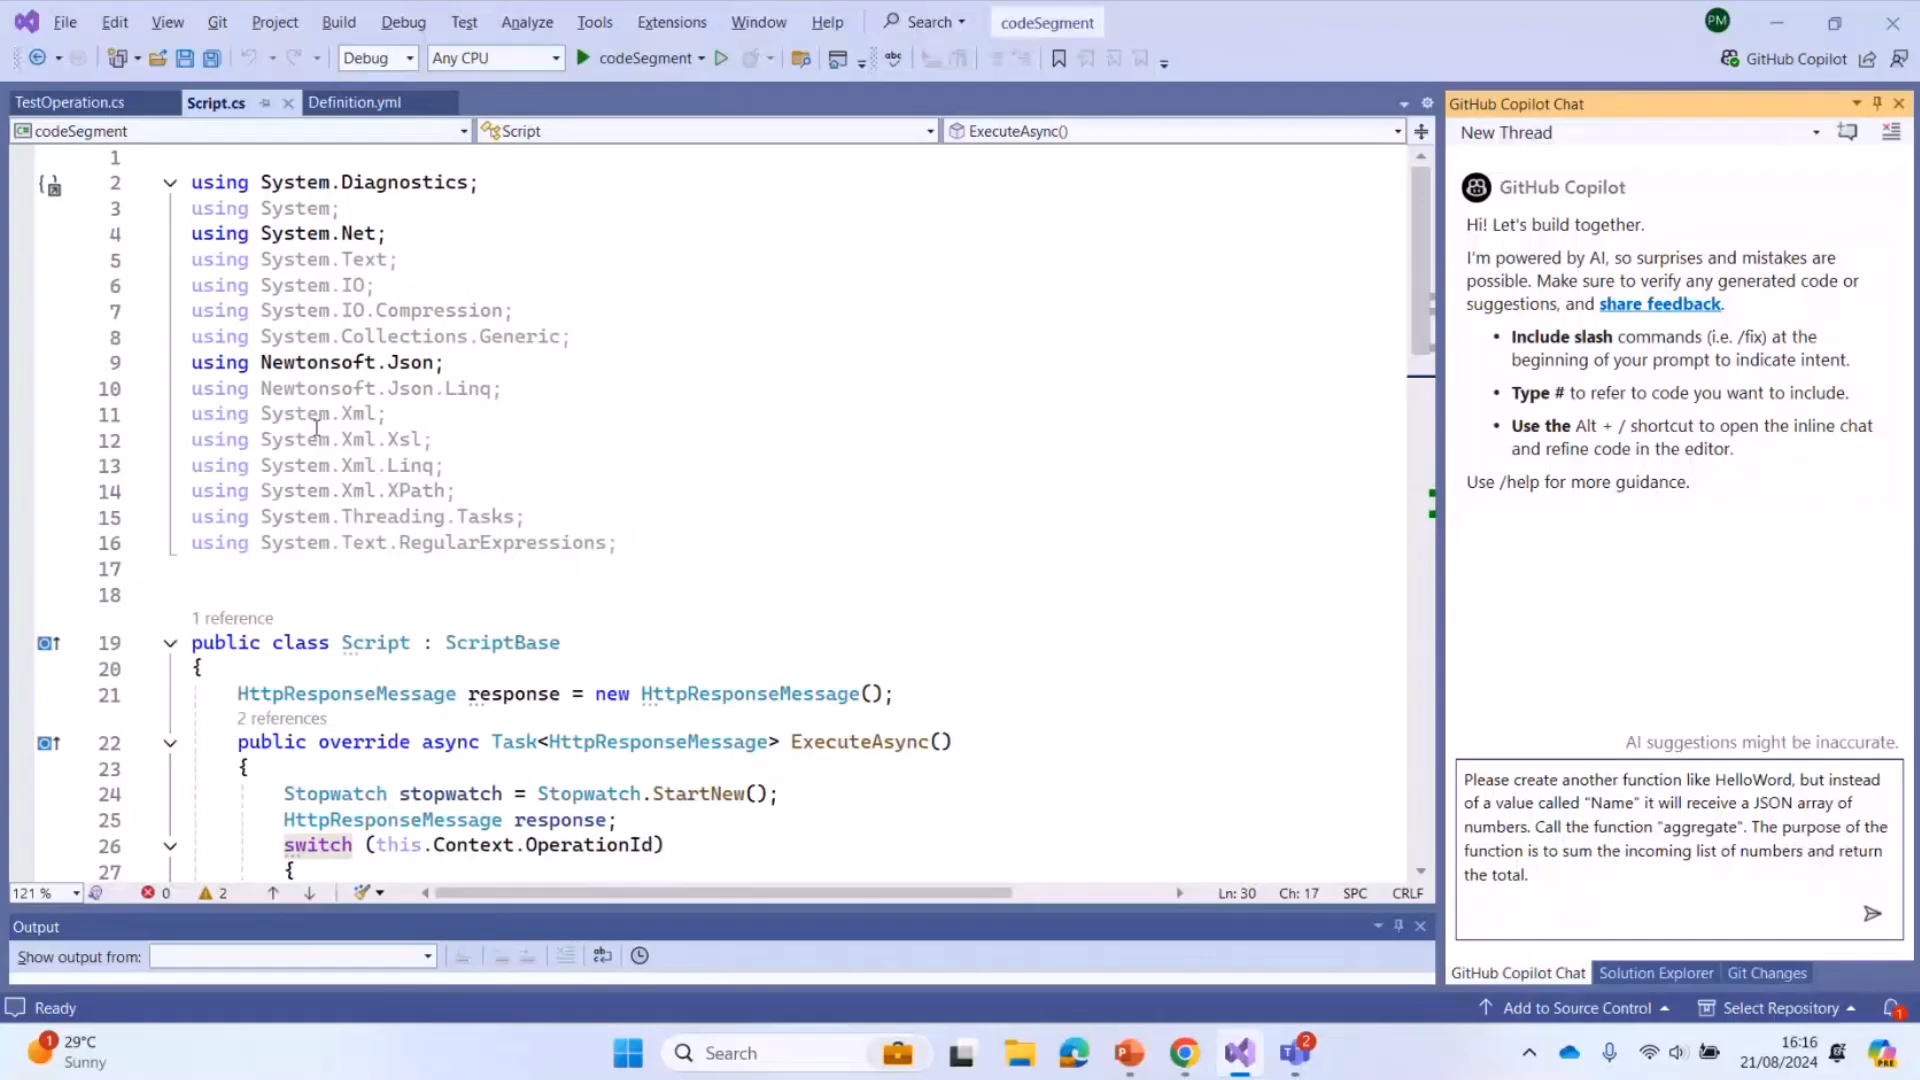 File Edit View Git Project Build Debug Test Analyze Tools Extensions Window Help Search codeSegment PM
Debug Any CPU codeSegment abc GitHub Copilot
TestOperation.cs Script.cs Definition.yml
codeSegment Script ExecuteAsync()
1
2 using System.Diagnostics;
3 using System;
4 using System.Net;
5 using System.Text;
6 using System.IO;
7 using System.IO.Compression;
8 using System.Collections.Generic;
9 using Newtonsoft.Json;
10 using Newtonsoft.Json.Linq;
11 using System.Xml;
12 using System.Xml.Xsl;
13 using System.Xml.Linq;
14 using System.Xml.XPath;
15 using System.Threading.Tasks;
16 using System.Text.RegularExpressions;
17
18
1 reference
19 public class Script : ScriptBase
20 {
21 HttpResponseMessage response = new HttpResponseMessage();
2 references
22 public override async Task<HttpResponseMessage> ExecuteAsync()
23 {
24 Stopwatch stopwatch = Stopwatch.StartNew();
25 HttpResponseMessage response;
26 switch (this.Context.OperationId)
27 {
121 % 0 2 Ln: 30 Ch: 17 SPC CRLF
Output
Show output from:
GitHub Copilot Chat
New Thread
GitHub Copilot
Hi! Let's build together.
I'm powered by AI, so surprises and mistakes are
possible. Make sure to verify any generated code or
suggestions, and share feedback.
• Include slash commands (i.e. /fix) at the
beginning of your prompt to indicate intent.
• Type # to refer to code you want to include.
• Use the Alt + / shortcut to open the inline chat
and refine code in the editor.
Use /help for more guidance.
AI suggestions might be inaccurate.
Please create another function like HelloWord, but instead
of a value called "Name" it will receive a JSON array of
numbers. Call the function "aggregate". The purpose of the
function is to sum the incoming list of numbers and return
the total.
GitHub Copilot Chat Solution Explorer Git Changes
Ready Add to Source Control Select Repository 1
1 29°C
Sunny
Search
2
16:16
21/08/2024
PRE